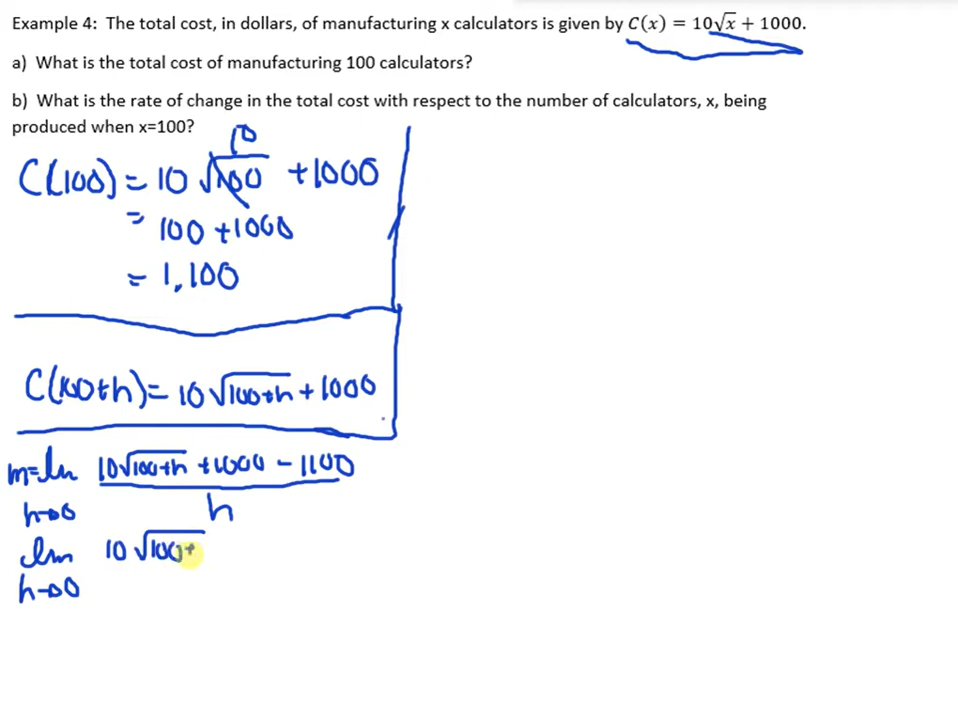 Example 4: The total cost, in dollars, of manufacturing x calculators is given by C(x) = 10√x + 1000.
a) What is the total cost of manufacturing 100 calculators?
b) What is the rate of change in the total cost with respect to the number of calculators, x, being
produced when x=100?
10
C(100) = 10 √100 +1000
= 100 +1000
= 1,100
C(100+h) = 10 √100+h + 1000
m = lim 10√100+h + 1000 - 1100
h→0 h
lim 10 √100+
h→0